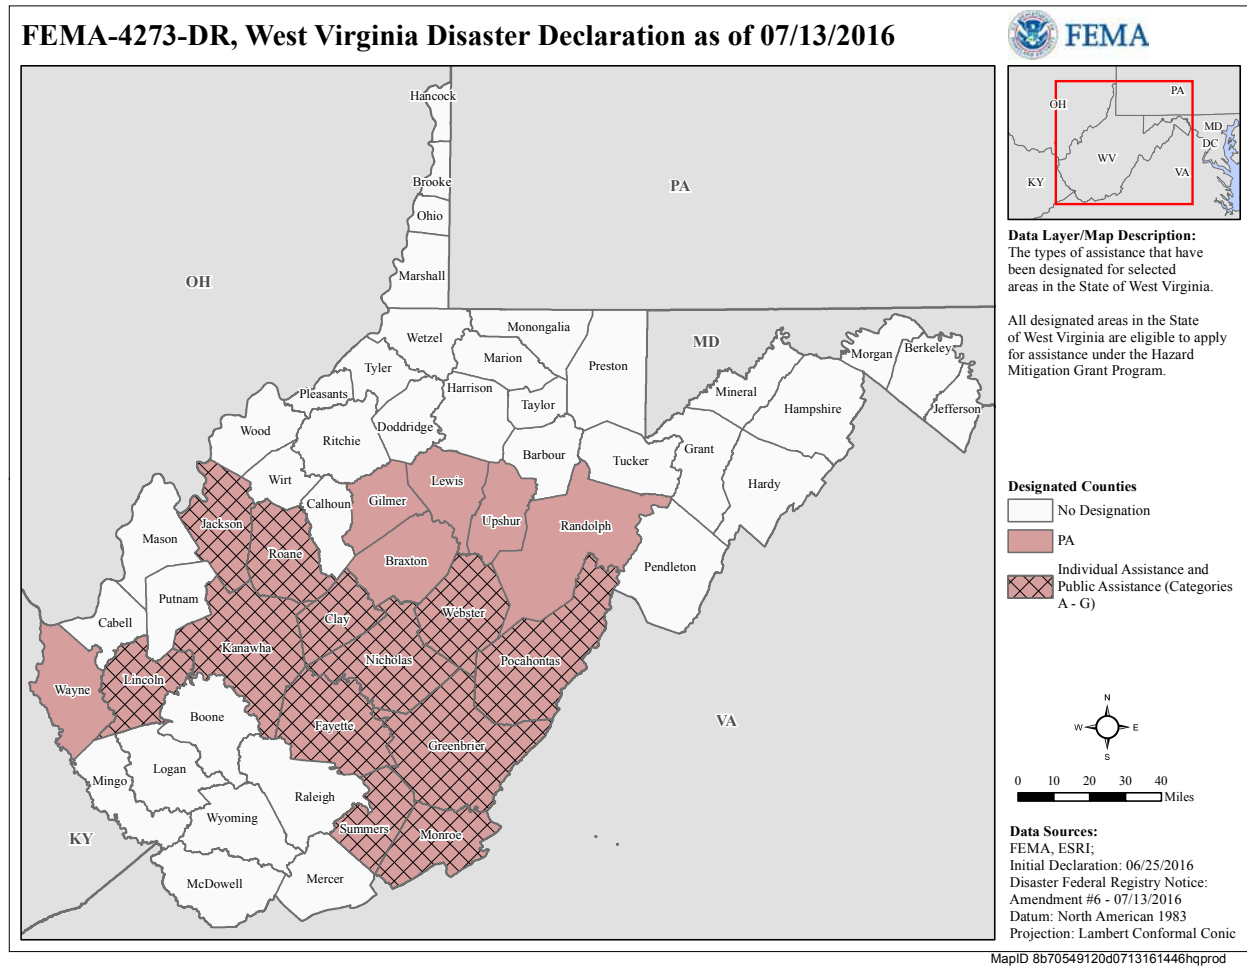 FEMA-4273-DR, West Virginia Disaster Declaration as of 07/13/2016
FEMA
Hancock
Brooke
Ohio
Marshall
PA
OH
Wetzel
Monongalia
Marion
Preston
MD
Tyler
Pleasants
Harrison
Taylor
Doddridge
Ritchie
Wood
Wirt
Calhoun
Barbour
Tucker
Mineral
Hampshire
Grant
Hardy
Morgan
Berkeley
Jefferson
Lewis
Gilmer
Upshur
Randolph
Braxton
Pendleton
Jackson
Roane
Mason
Putnam
Cabell
Clay
Webster
Kanawha
Nicholas
Pocahontas
Wayne
Lincoln
Boone
Fayette
Greenbrier
VA
Mingo
Logan
Raleigh
Wyoming
Summers
Monroe
KY
McDowell
Mercer
OH
PA
MD
DC
WV
VA
KY
Data Layer/Map Description:
The types of assistance that have
been designated for selected
areas in the State of West Virginia.
All designated areas in the State
of West Virginia are eligible to apply
for assistance under the Hazard
Mitigation Grant Program.
Designated Counties
No Designation
PA
Individual Assistance and
Public Assistance (Categories
A - G)
N
W
E
S
0 10 20 30 40
Miles
Data Sources:
FEMA, ESRI;
Initial Declaration: 06/25/2016
Disaster Federal Registry Notice:
Amendment #6 - 07/13/2016
Datum: North American 1983
Projection: Lambert Conformal Conic
MapID 8b70549120d0713161446hqprod